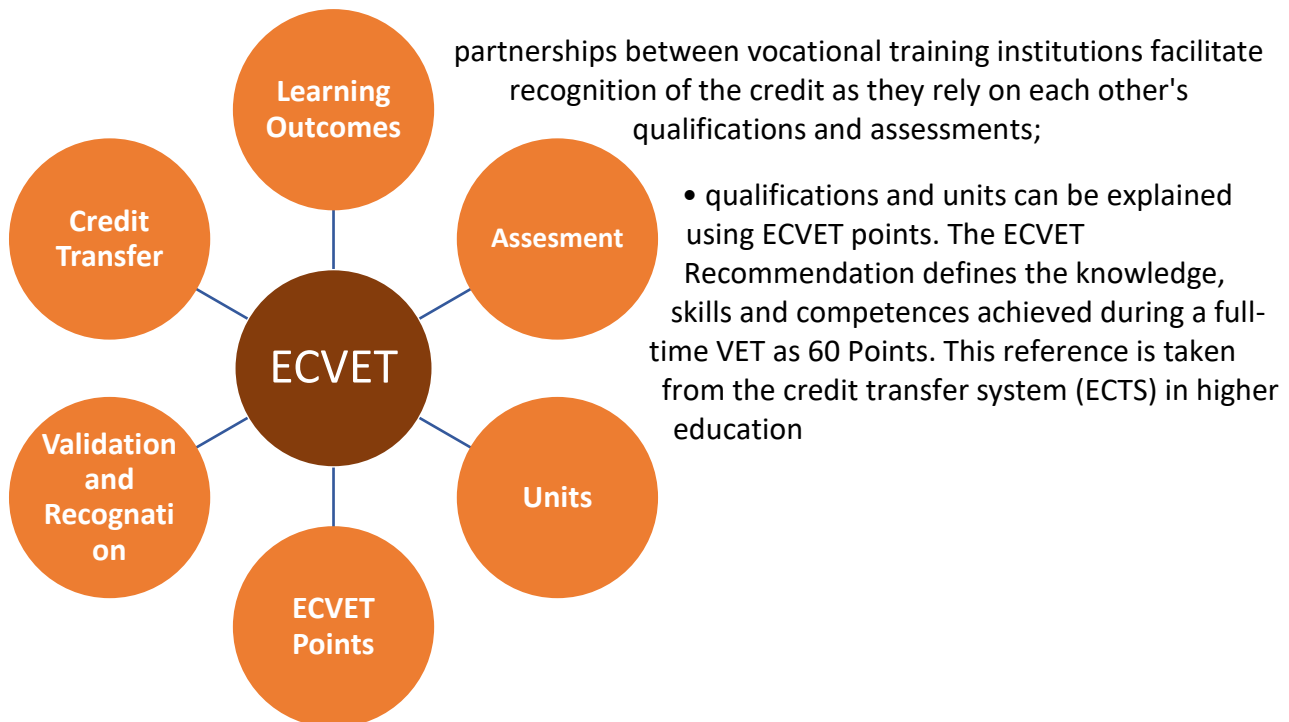 partnerships between vocational training institutions facilitate
recognition of the credit as they rely on each other's
qualifications and assessments;
• qualifications and units can be explained
using ECVET points. The ECVET
Recommendation defines the knowledge,
skills and competences achieved during a full-
time VET as 60 Points. This reference is taken
from the credit transfer system (ECTS) in higher
education
Learning
Outcomes
Assesment
Units
ECVET
Points
Validation
and
Recognati
on
Credit
Transfer
ECVET